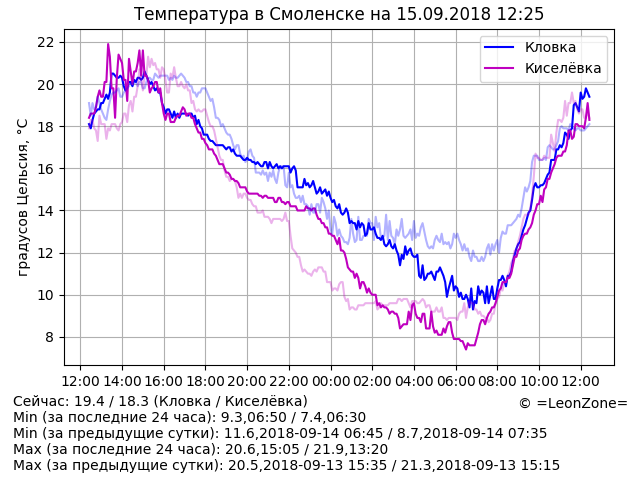 Температура в Смоленске на 15.09.2018 12:25
градусов Цельсия, °C
22
20
18
16
14
12
10
8
Кловка
Киселёвка
12:00 14:00 16:00 18:00 20:00 22:00 00:00 02:00 04:00 06:00 08:00 10:00 12:00
Сейчас: 19.4 / 18.3 (Кловка / Киселёвка)
© =LeonZone=
Min (за последние 24 часа): 9.3,06:50 / 7.4,06:30
Min (за предыдущие сутки): 11.6,2018-09-14 06:45 / 8.7,2018-09-14 07:35
Max (за последние 24 часа): 20.6,15:05 / 21.9,13:20
Max (за предыдущие сутки): 20.5,2018-09-13 15:35 / 21.3,2018-09-13 15:15